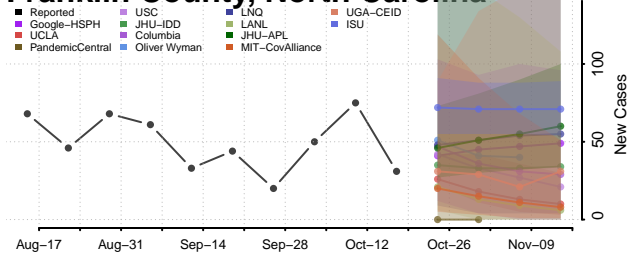 Franklin County, North Carolina
Reported USC LNQ UGA−CEID
Google−HSPH JHU−IDD LANL ISU
UCLA Columbia JHU−APL
PandemicCentral Oliver Wyman MIT−CovAlliance
100
50
0
New Cases
Aug−17 Aug−31 Sep−14 Sep−28 Oct−12 Oct−26 Nov−09